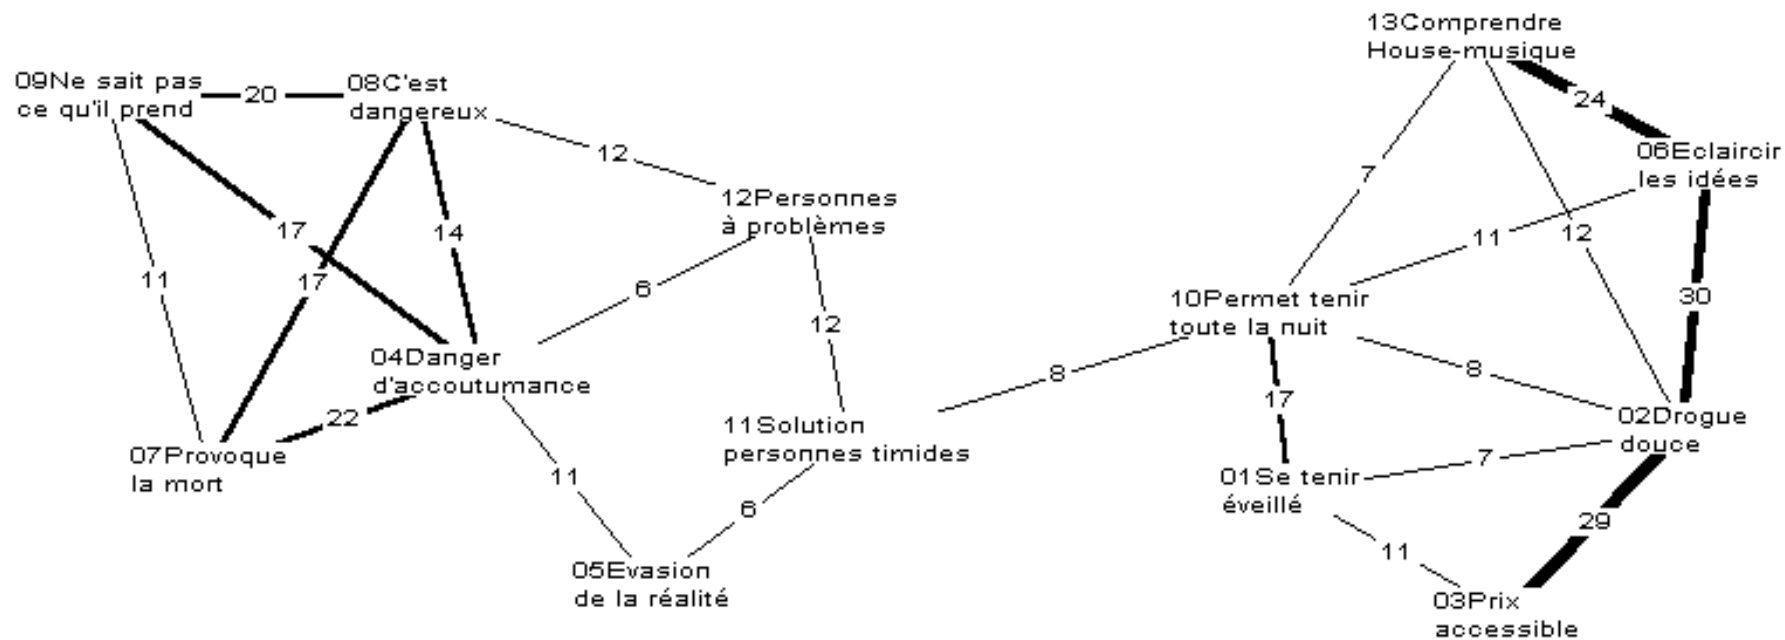 13Comprendre
House-musique
09Ne sait pas
ce qu'il prend
20
08C'est
dangereux
24
12
06Eclaircir
les idées
7
12Personnes
à problèmes
17
14
11
12
11
17
6
30
10Permet tenir
toute la nuit
12
04Danger
d'accoutumance
8
8
17
22
11Solution
personnes timides
02Drogue
douce
07Provoque
la mort
7
11
01Se tenir
éveillé
6
29
11
05Evasion
de la réalité
03Prix
accessible